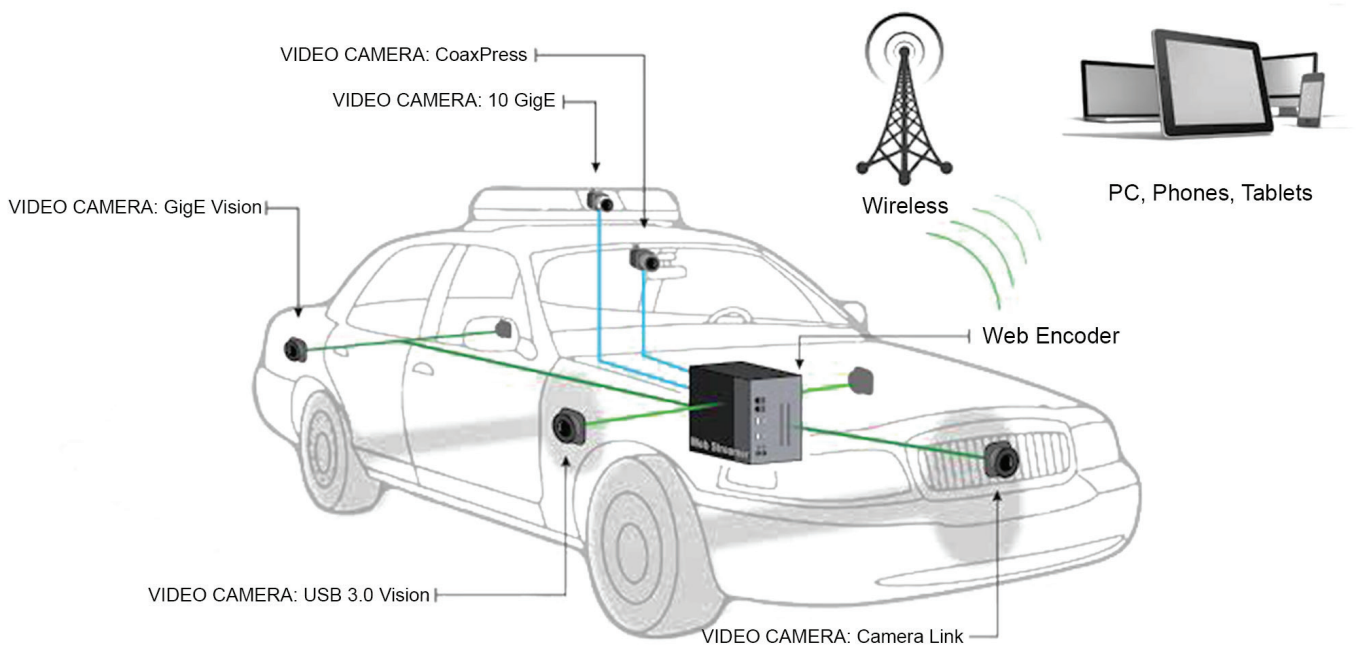 VIDEO CAMERA: CoaxPress
VIDEO CAMERA: 10 GigE
VIDEO CAMERA: GigE Vision
Wireless
PC, Phones, Tablets
Web Encoder
Web Streamer
VIDEO CAMERA: USB 3.0 Vision
VIDEO CAMERA: Camera Link